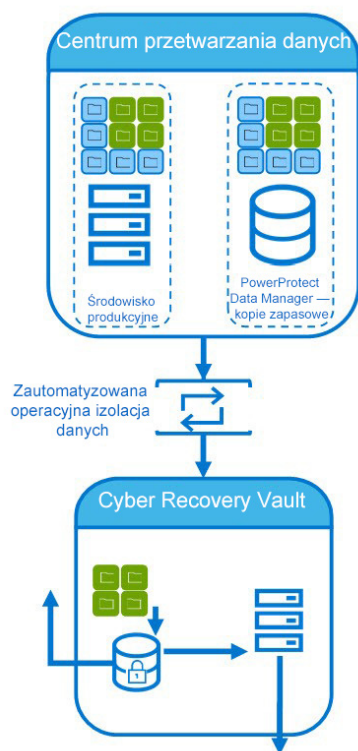 Centrum przetwarzania danych
Środowisko
produkcyjne
PowerProtect
Data Manager —
kopie zapasowe
Zautomatyzowana
operacyjna izolacja
danych
Cyber Recovery Vault